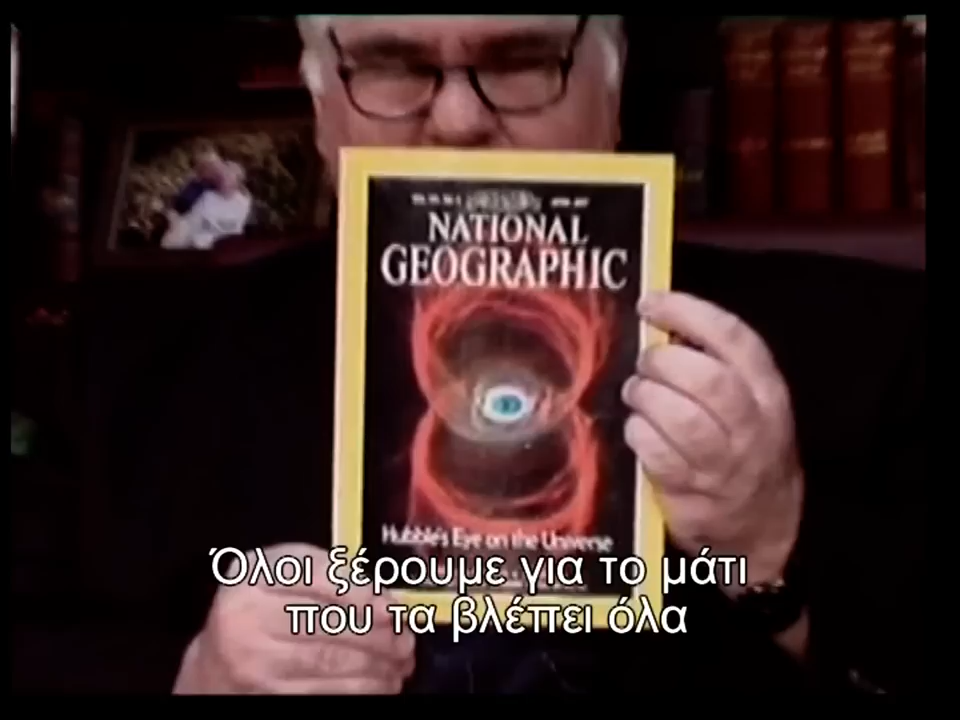 NATIONAL
GEOGRAPHIC
Hubble's Eye on the Universe
Όλοι ξέρουμε για το μάτι
που τα βλέπει όλα